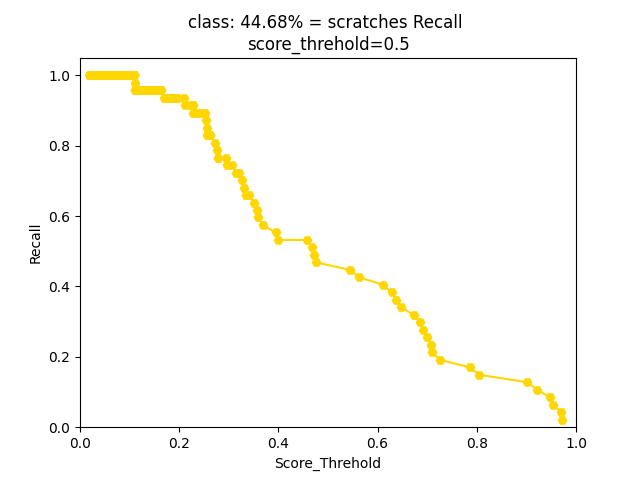 class: 44.68% = scratches Recall
score_threhold=0.5
1.0
0.8
0.6
0.4
0.2
0.0
Recall
0.0 0.2 0.4 0.6 0.8 1.0
Score_Threhold